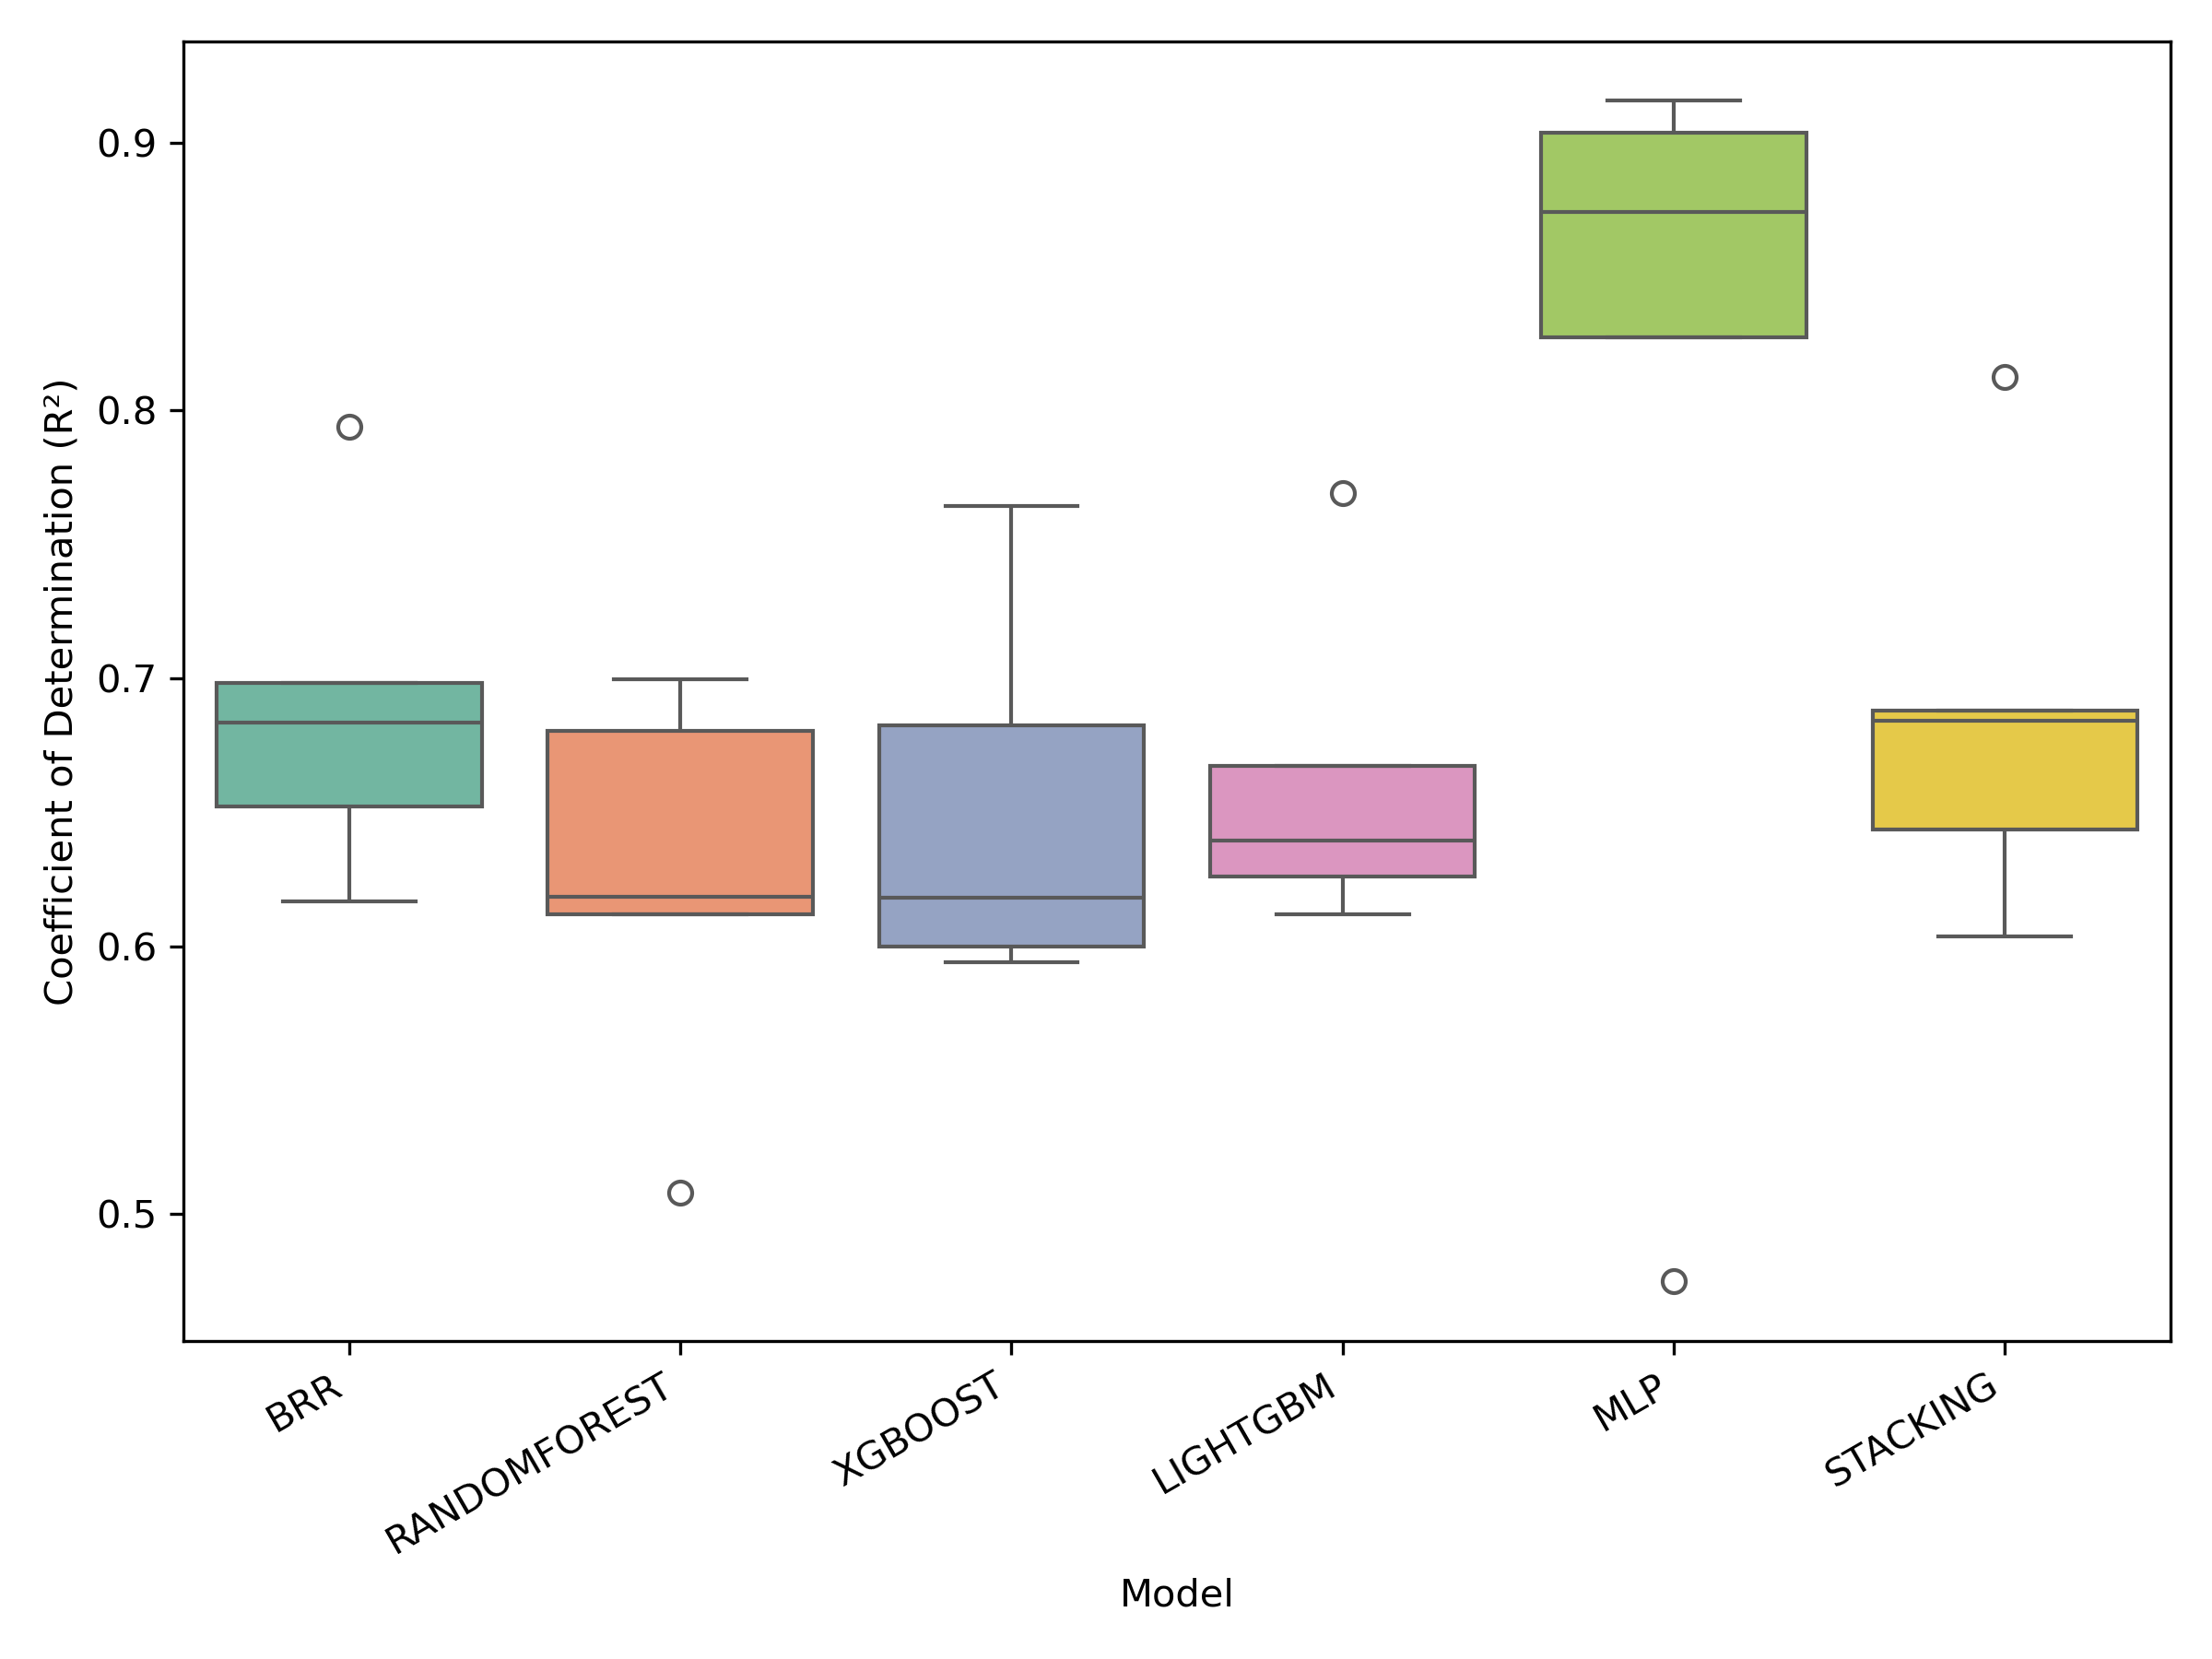 Coefficient of Determination (R²)
0.9
0.8
0.7
0.6
0.5
BRR
RANDOMFOREST
XGBOOST
LIGHTGBM
MLP
STACKING
Model